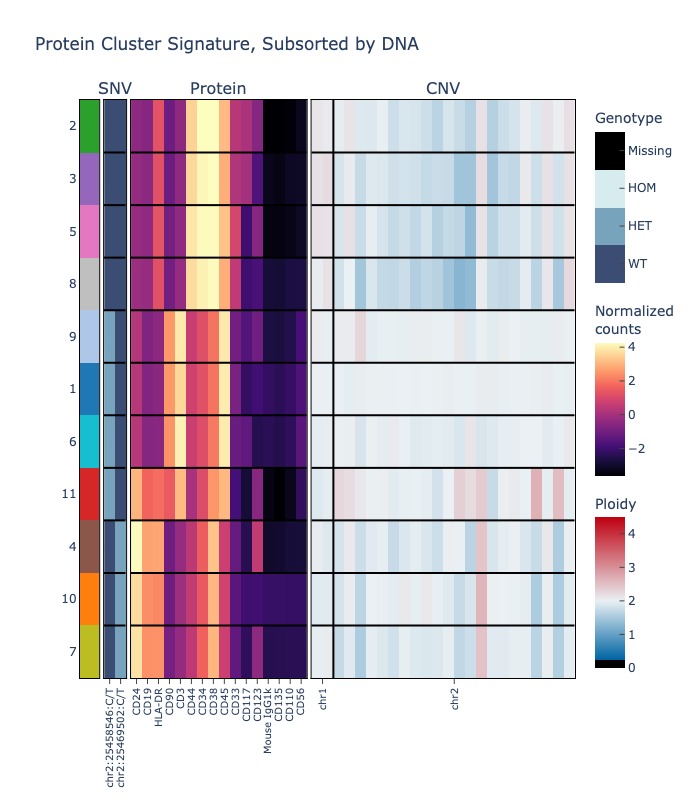 Protein Cluster Signature, Subsorted by DNA
SNV
Protein
CNV
2
3
5
8
9
1
6
11
4
10
7
chr2:25458546:C/T
chr2:25469502:C/T
CD24
CD19
HLA-DR
CD90
CD3
CD44
CD34
CD38
CD45
CD33
CD117
CD123
Mouse IgG1k
CD135
CD110
CD56
chr1
chr2
Genotype
Missing
HOM
HET
WT
Normalized
counts
4
2
0
−2
Ploidy
4
3
2
1
0